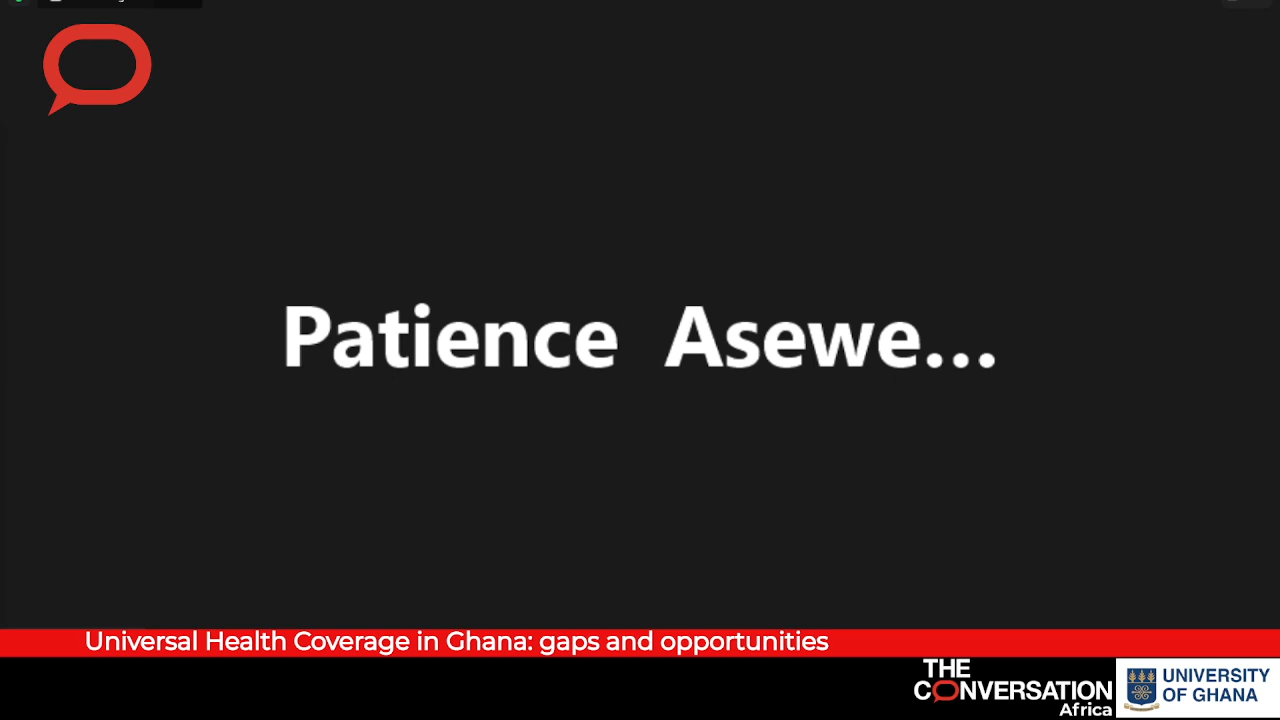 Patience Asewe...
Universal Health Coverage in Ghana: gaps and opportunities
THE
CONVERSATION
Africa
UNIVERSITY
OF GHANA